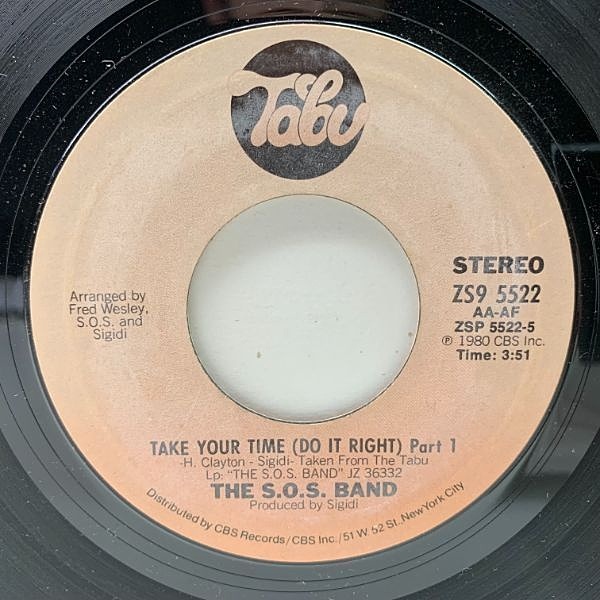 Tabu
STEREO
ZS9 5522
AA-AF
ZSP 5522-5
℗ 1980 CBS Inc.
Time: 3:51
Arranged by
Fred Wesley,
S.O.S. and
Sigidi
TAKE YOUR TIME (DO IT RIGHT) Part 1
-H. Clayton - Sigidi- Taken From The Tabu
Lp: "THE S.O.S. BAND" JZ 36332
THE S.O.S. BAND
Produced by Sigidi
Distributed by CBS Records/CBS Inc./51 W 52 St., New York City